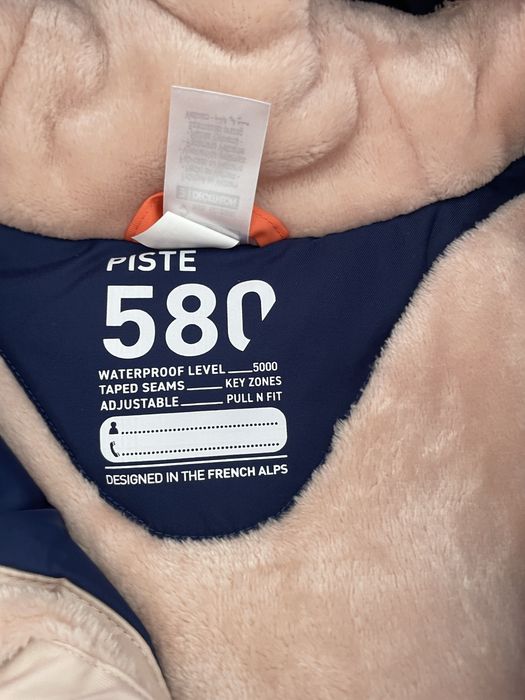 PISTE
580
WATERPROOF LEVEL 5000
TAPED SEAMS KEY ZONES
ADJUSTABLE PULL N FIT
DESIGNED IN THE FRENCH ALPS